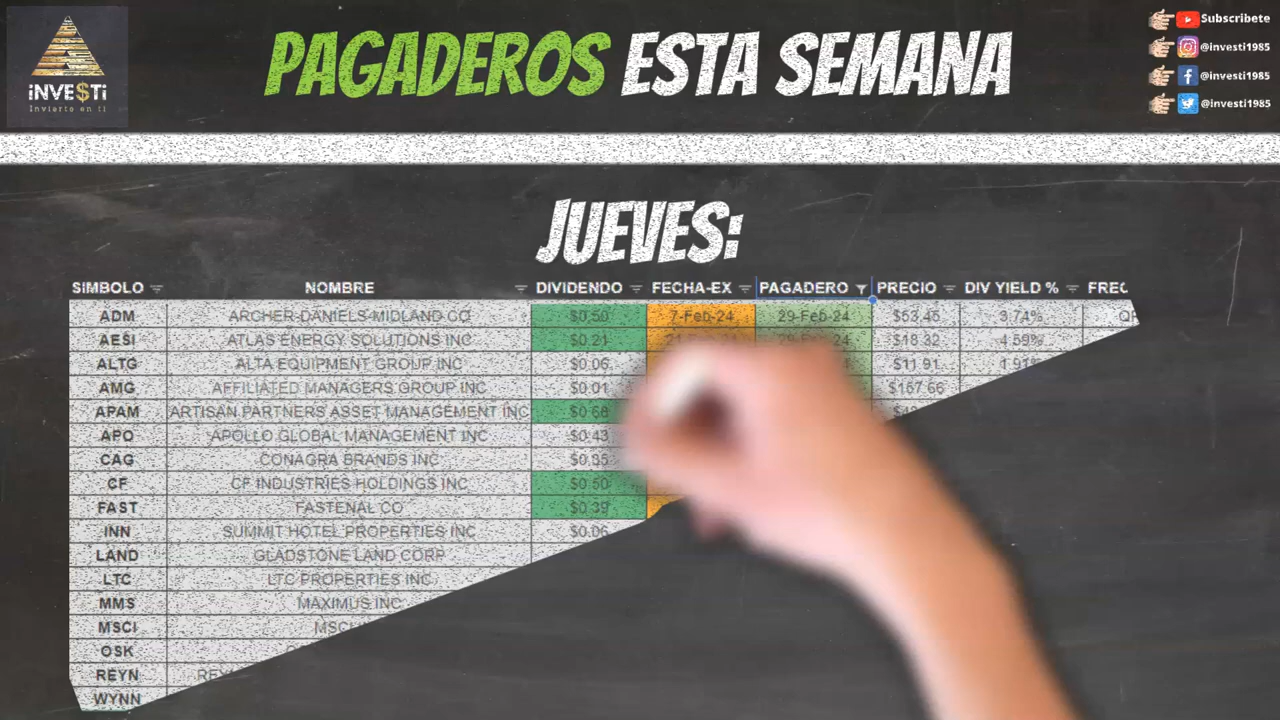 iNVE$Ti
Invierte en ti
PAGADEROS ESTA SEMANA
Subscribete
@investi1985
@investi1985
@investi1985
JUEVES:
SIMBOLO NOMBRE DIVIDENDO FECHA-EX PAGADERO PRECIO DIV YIELD % FREC
ADM ARCHER-DANIELS-MIDLAND CO $0.50 7-Feb-24 29-Feb-24 $53.45 3.74%
AESI ATLAS ENERGY SOLUTIONS INC $0.21 $18.32 4.59%
ALTG ALTA EQUIPMENT GROUP INC $0.06 $11.91 1.91%
AMG AFFILIATED MANAGERS GROUP INC $0.01 $167.66
APAM ARTISAN PARTNERS ASSET MANAGEMENT INC $0.68
APO APOLLO GLOBAL MANAGEMENT INC $0.43
CAG CONAGRA BRANDS INC $0.35
CF CF INDUSTRIES HOLDINGS INC $0.50
FAST FASTENAL CO $0.39
INN SUMMIT HOTEL PROPERTIES INC $0.06
LAND GLADSTONE LAND CORP
LTC LTC PROPERTIES INC
MMS MAXIMUS INC
MSCI MSCI
OSK
REYN
WYNN